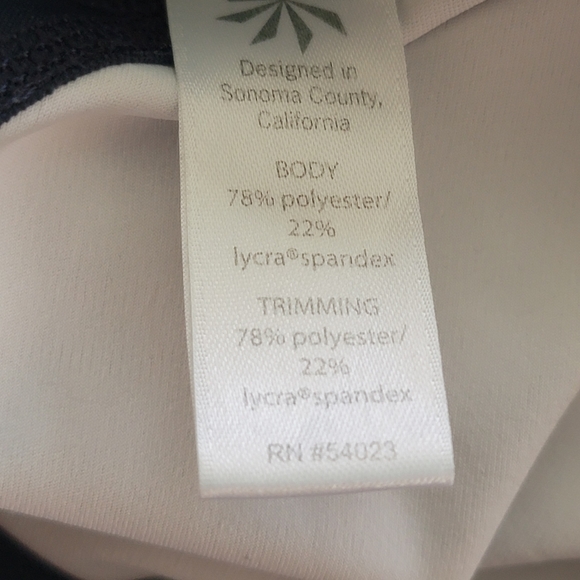 Designed in
Sonoma County,
California
BODY
78% polyester/
22%
lycra®spandex
TRIMMING
78% polyester/
22%
lycra®spandex
RN #54023